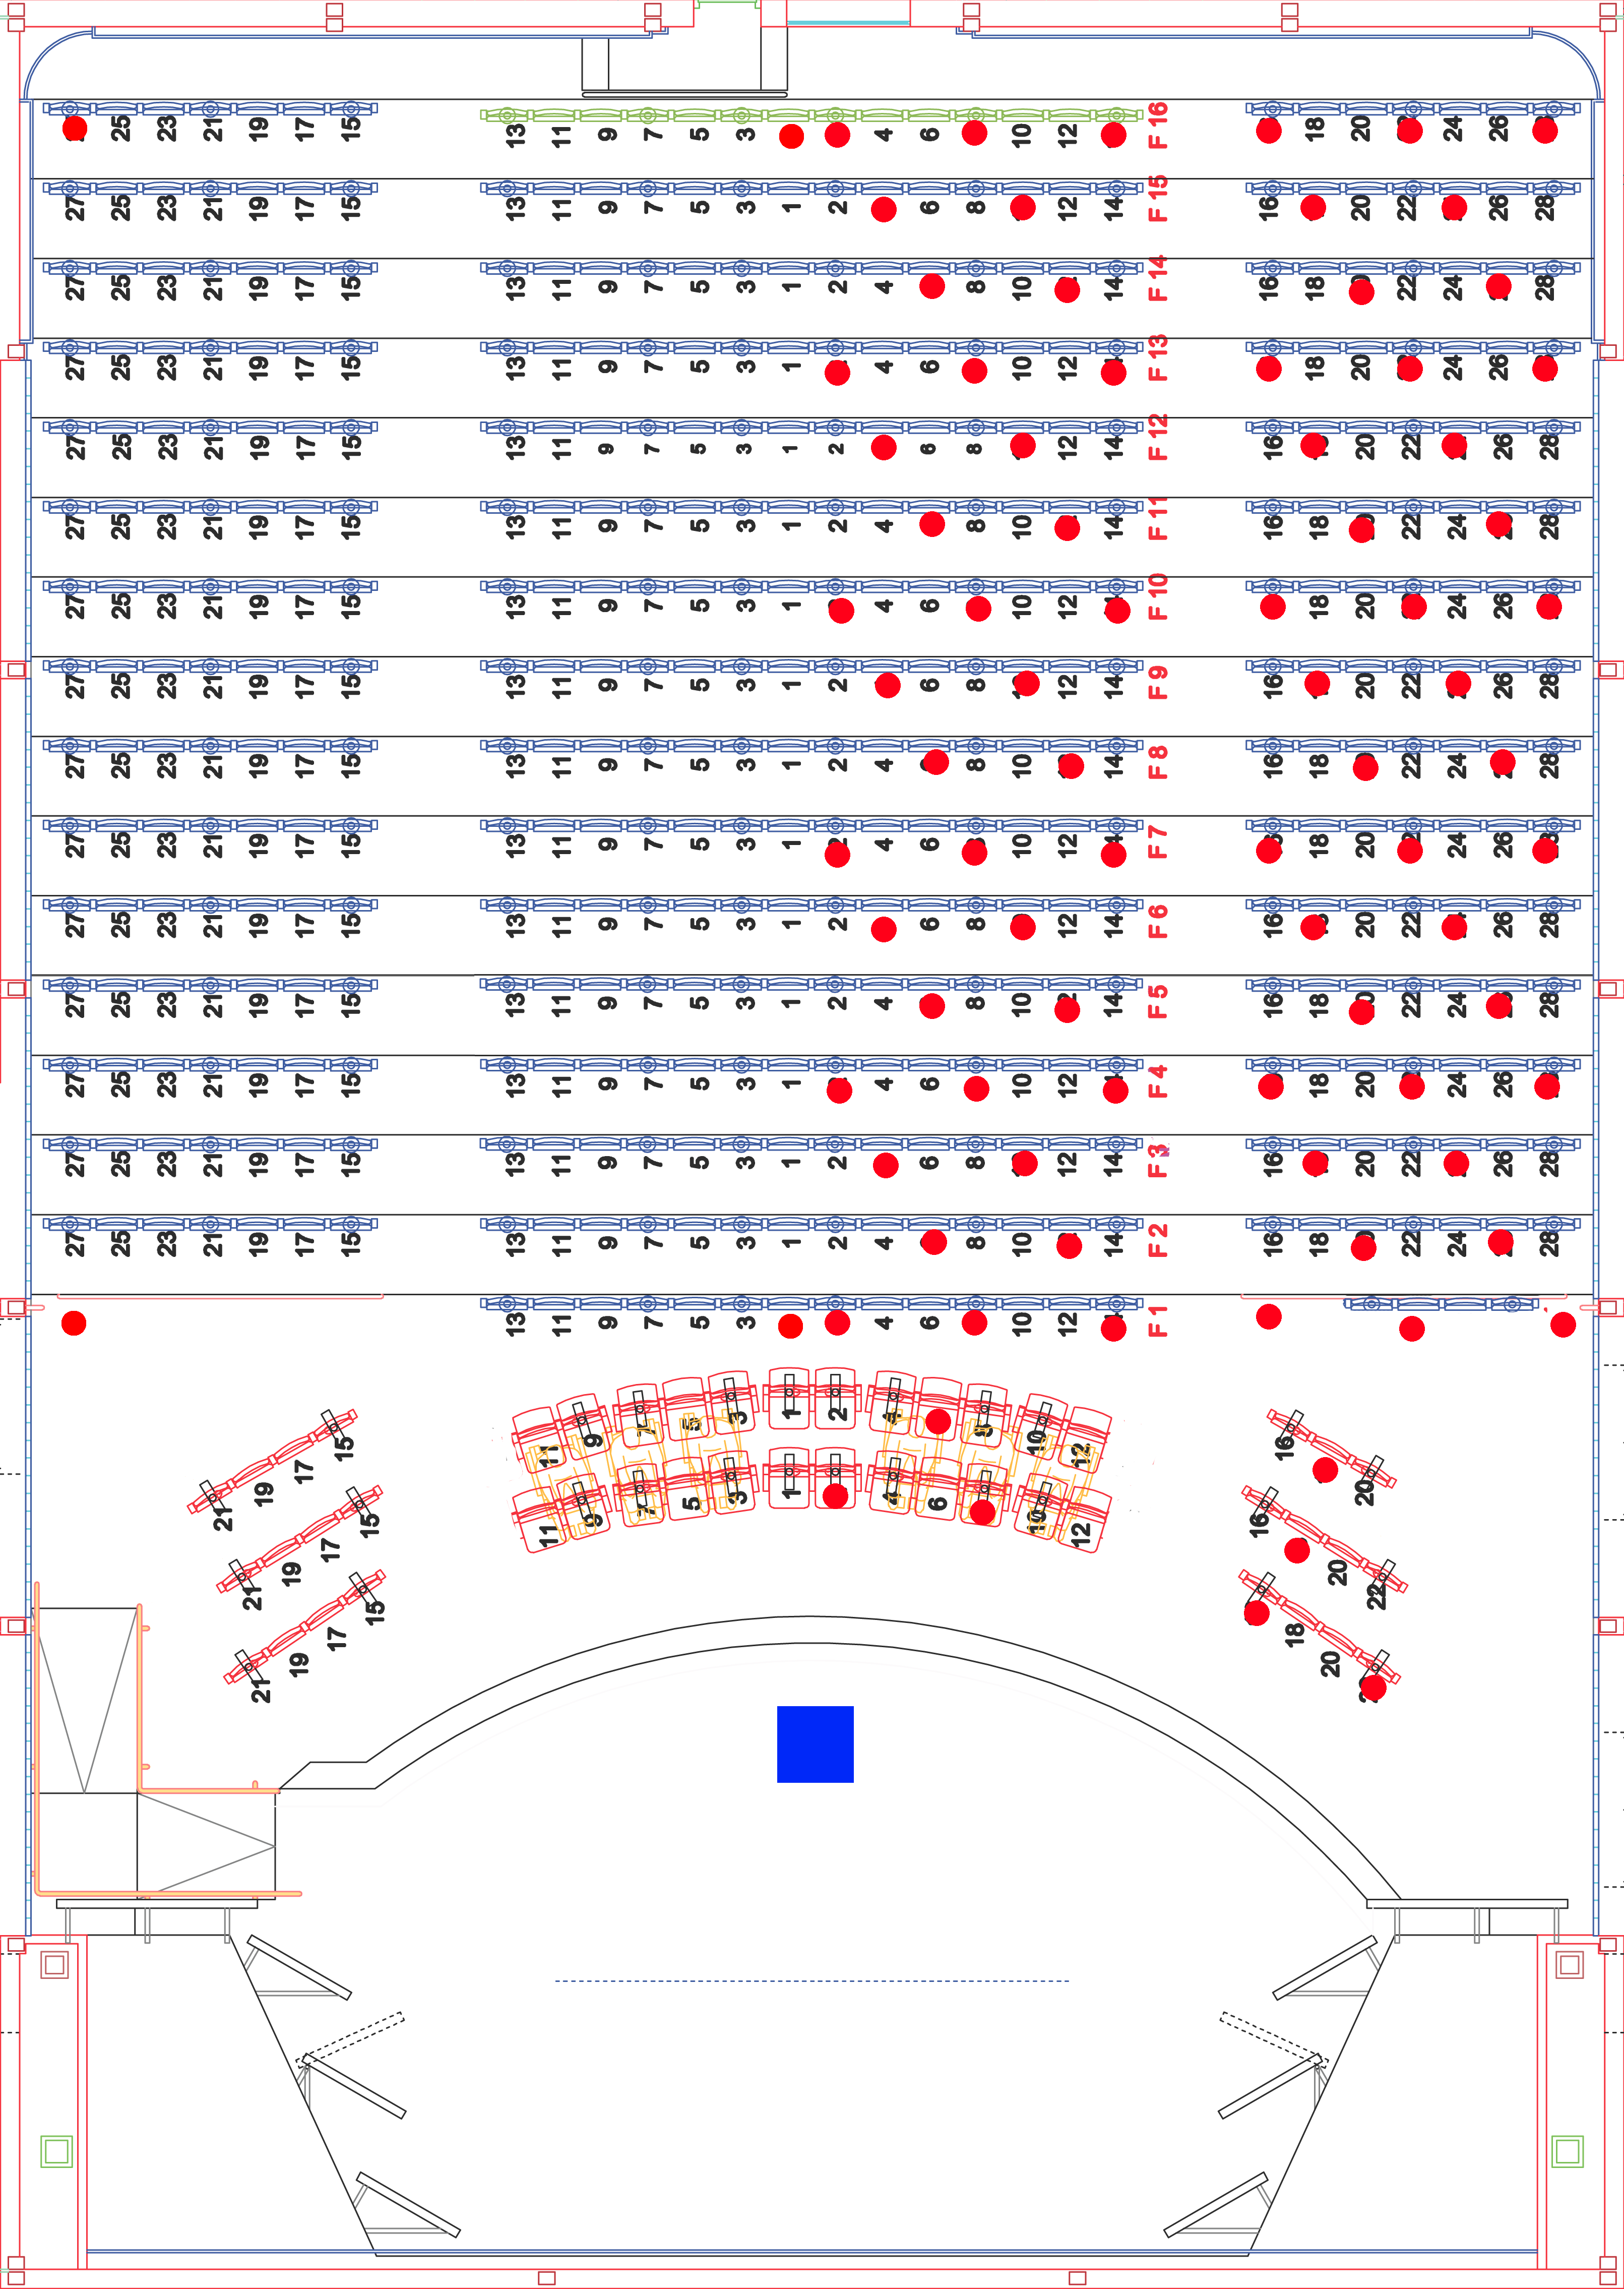 25 23 21 19 17 15 13 11 9 7 5 3 4 6 10 12 F 16 18 20 24 26
27 25 23 21 19 17 15 13 11 9 7 5 3 1 2 6 8 12 14 F 15 16 20 22 26 28
27 25 23 21 19 17 15 13 11 9 7 5 3 1 2 4 8 10 14 F 14 16 18 22 24 28
27 25 23 21 19 17 15 13 11 9 7 5 3 1 4 6 10 12 F 13 18 20 24 26
27 25 23 21 19 17 15 13 11 9 7 5 3 1 2 6 8 12 14 F 12 16 20 22 26 28
27 25 23 21 19 17 15 13 11 9 7 5 3 1 2 4 8 10 14 F 11 16 18 22 24 28
27 25 23 21 19 17 15 13 11 9 7 5 3 1 4 6 10 12 F 10 18 20 24 26
27 25 23 21 19 17 15 13 11 9 7 5 3 1 2 6 8 12 14 F 9 16 20 22 26 28
27 25 23 21 19 17 15 13 11 9 7 5 3 1 2 4 8 10 14 F 8 16 18 22 24 28
27 25 23 21 19 17 15 13 11 9 7 5 3 1 4 6 10 12 F 7 18 20 24 26
27 25 23 21 19 17 15 13 11 9 7 5 3 1 2 6 8 12 14 F 6 16 20 22 26 28
27 25 23 21 19 17 15 13 11 9 7 5 3 1 2 4 8 10 14 F 5 16 18 22 24 28
27 25 23 21 19 17 15 13 11 9 7 5 3 1 4 6 10 12 F 4 18 20 24 26
27 25 23 21 19 17 15 13 11 9 7 5 3 1 2 6 8 12 14 F 3 16 20 22 26 28
27 25 23 21 19 17 15 13 11 9 7 5 3 1 2 4 8 10 14 F 2 16 18 22 24 28
13 11 9 7 5 3 4 6 10 12 F 1
21 19 17 15 11 9 7 5 3 1 2 4 8 10 12 16 20
21 19 17 15 11 9 7 5 3 1 4 6 10 12 16 20 22
21 19 17 15 18 20